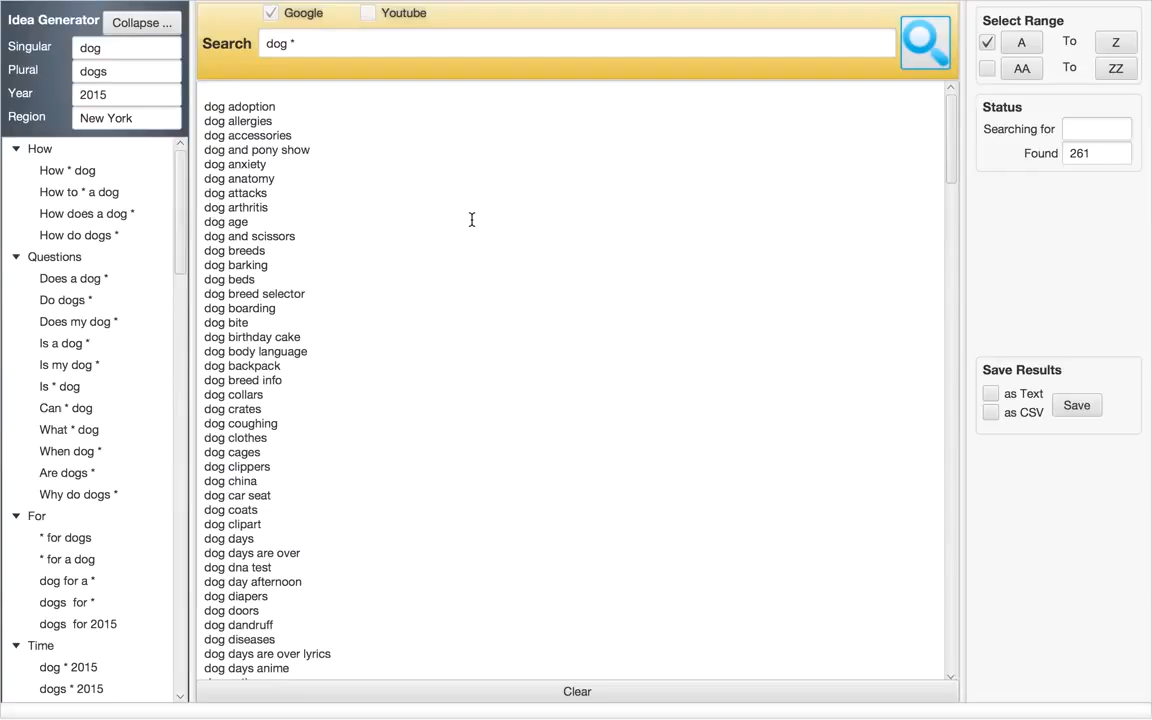 Idea Generator
Collapse ...
Singular
dog
Plural
dogs
Year
2015
Region
New York
How
How * dog
How to * a dog
How does a dog *
How do dogs *
Questions
Does a dog *
Do dogs *
Does my dog *
Is a dog *
Is my dog *
Is * dog
Can * dog
What * dog
When dog *
Are dogs *
Why do dogs *
For
* for dogs
* for a dog
dog for a *
dogs for *
dogs for 2015
Time
dog * 2015
dogs * 2015
Google
Youtube
Search
dog *
dog adoption
dog allergies
dog accessories
dog and pony show
dog anxiety
dog anatomy
dog attacks
dog arthritis
dog age
dog and scissors
dog breeds
dog barking
dog beds
dog breed selector
dog boarding
dog bite
dog birthday cake
dog body language
dog backpack
dog breed info
dog collars
dog crates
dog coughing
dog clothes
dog cages
dog clippers
dog china
dog car seat
dog coats
dog clipart
dog days
dog days are over
dog dna test
dog day afternoon
dog diapers
dog doors
dog dandruff
dog diseases
dog days are over lyrics
dog days anime
Clear
Select Range
A To Z
AA To ZZ
Status
Searching for
Found 261
Save Results
as Text
as CSV
Save